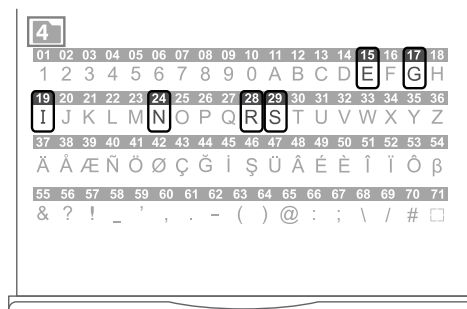 4
01 02 03 04 05 06 07 08 09 10 11 12 13 14 15 16 17 18
1 2 3 4 5 6 7 8 9 0 A B C D E F G H
19 20 21 22 23 24 25 26 27 28 29 30 31 32 33 34 35 36
I J K L M N O P Q R S T U V W X Y Z
37 38 39 40 41 42 43 44 45 46 47 48 49 50 51 52 53 54
Ä Å Æ Ñ Ö Ø Ç Ğ İ Ş Ü Â É È Î Ï Ô β
55 56 57 58 59 60 61 62 63 64 65 66 67 68 69 70 71
& ? ! _ ’ , . – ( ) @ : ; \ / # ⬚